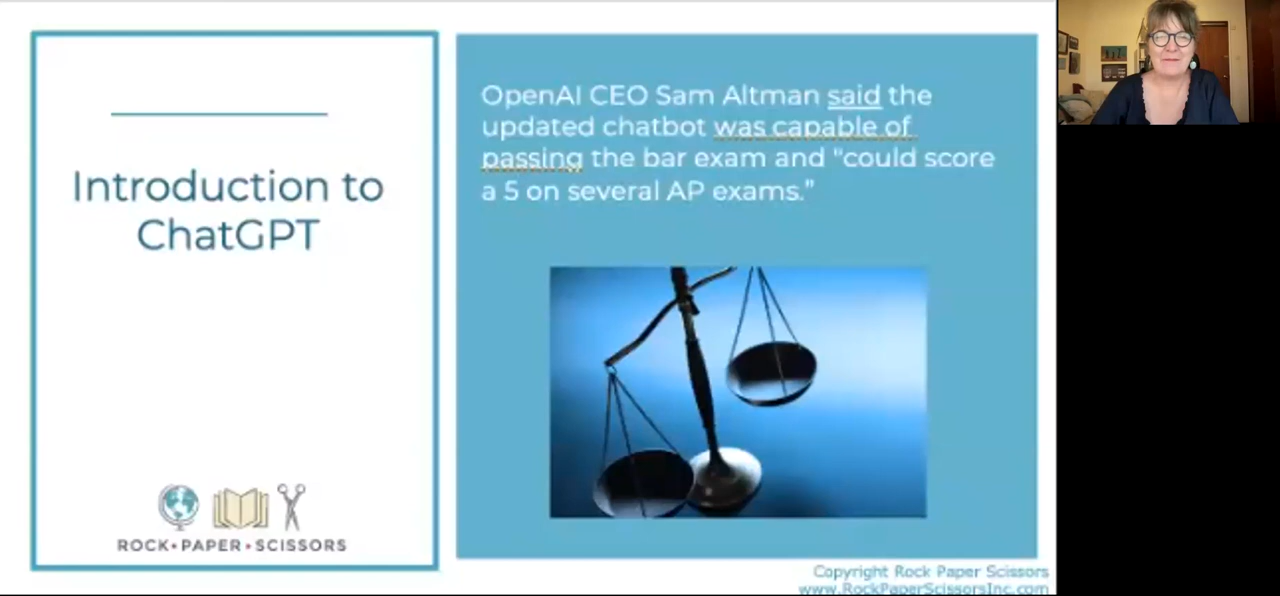 Introduction to
ChatGPT
ROCK•PAPER•SCISSORS
OpenAI CEO Sam Altman said the
updated chatbot was capable of
passing the bar exam and "could score
a 5 on several AP exams."
Copyright Rock Paper Scissors
www.RockPaperScissorsInc.com